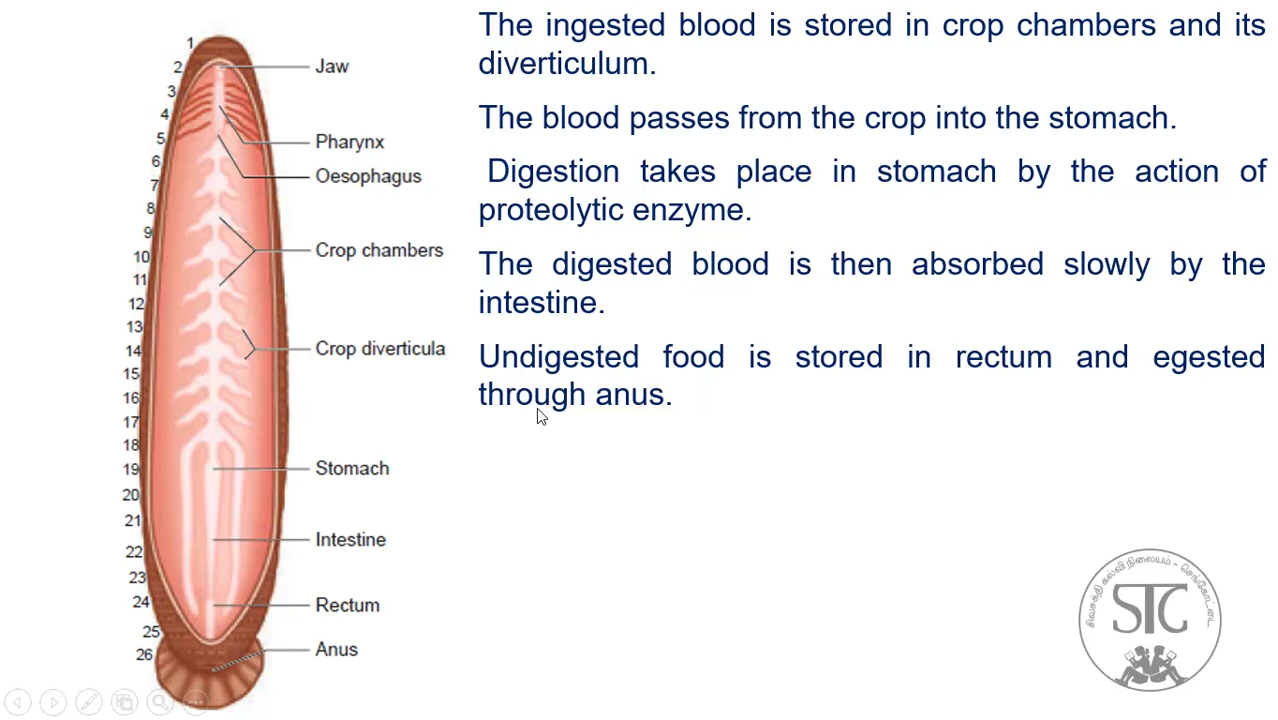 1
2
3
4
5
6
7
8
9
10
11
12
13
14
15
16
17
18
19
20
21
22
23
24
25
26
Jaw
Pharynx
Oesophagus
Crop chambers
Crop diverticula
Stomach
Intestine
Rectum
Anus
The ingested blood is stored in crop chambers and its
diverticulum.
The blood passes from the crop into the stomach.
Digestion takes place in stomach by the action of
proteolytic enzyme.
The digested blood is then absorbed slowly by the
intestine.
Undigested food is stored in rectum and egested
through anus.
சிவசக்தி கல்வி நிலையம் - செங்கோட்டை
STC